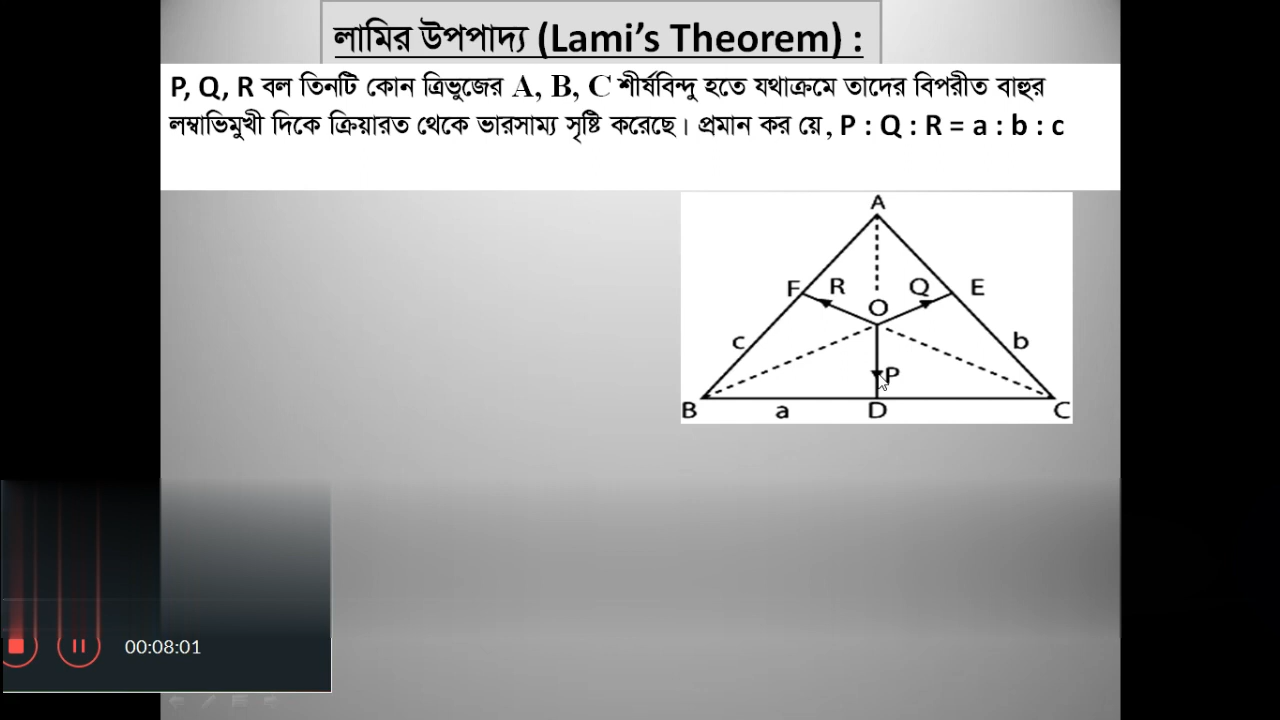 লামির উপপাদ্য (Lami’s Theorem) :
P, Q, R বল তিনটি কোন ত্রিভুজের A, B, C শীর্ষবিন্দু হতে যথাক্রমে তাদের বিপরীত বাহুর
লম্বাভিমুখী দিকে ক্রিয়ারত থেকে ভারসাম্য সৃষ্টি করেছে। প্রমান কর যে, P : Q : R = a : b : c
A
F R Q E
O
c b
P
B a D C
00:08:01